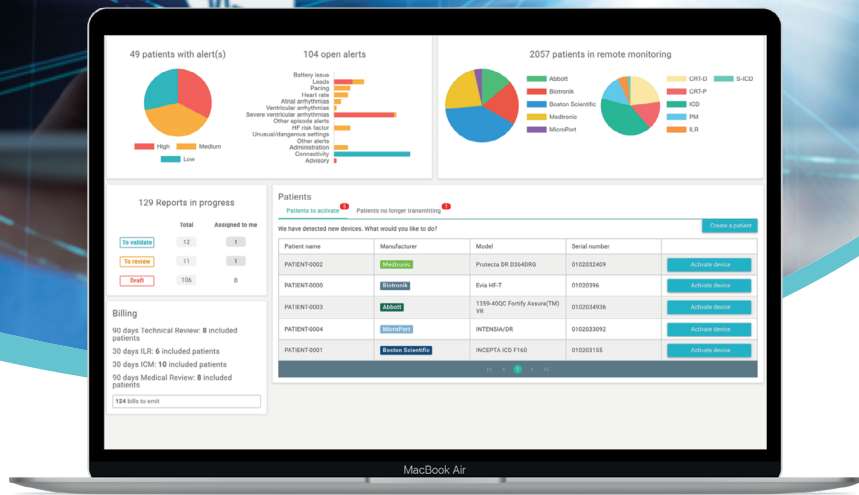 49 patients with alert(s)
High
Medium
Low
104 open alerts
Battery issue
Leads
Pacing
Heart rate
Atrial arrhythmias
Ventricular arrhythmias
Severe ventricular arrhythmias
Other episode alerts
HF risk factor
Unusual/dangerous settings
Other alerts
Administration
Connectivity
Advisory
2057 patients in remote monitoring
Abbott
Biotronik
Boston Scientific
Medtronic
MicroPort
CRT-D
S-ICD
CRT-P
ICD
PM
ILR
129 Reports in progress
Total Assigned to me
To validate 12 1
To review 11 1
Draft 106 0
Billing
90 days Technical Review: 8 included
patients
30 days ILR: 6 included patients
30 days ICM: 10 included patients
90 days Medical Review: 8 included
patients
124 bills to emit
Patients
Patients to activate 5 Patients no longer transmitting 1
We have detected new devices. What would you like to do?
Create a patient
Patient name Manufacturer Model Serial number
PATIENT-0002 Medtronic Protecta DR D364DRG 0102032409 Activate device
PATIENT-0000 Biotronik Evia HF-T 01020396 Activate device
PATIENT-0003 Abbott 1359-40QC Fortify Assura(TM) VR 0102034936 Activate device
PATIENT-0004 MicroPort INTENSIA/DR 0102033092 Activate device
PATIENT-0001 Boston Scientific INCEPTA ICD F160 010203155 Activate device
1
MacBook Air